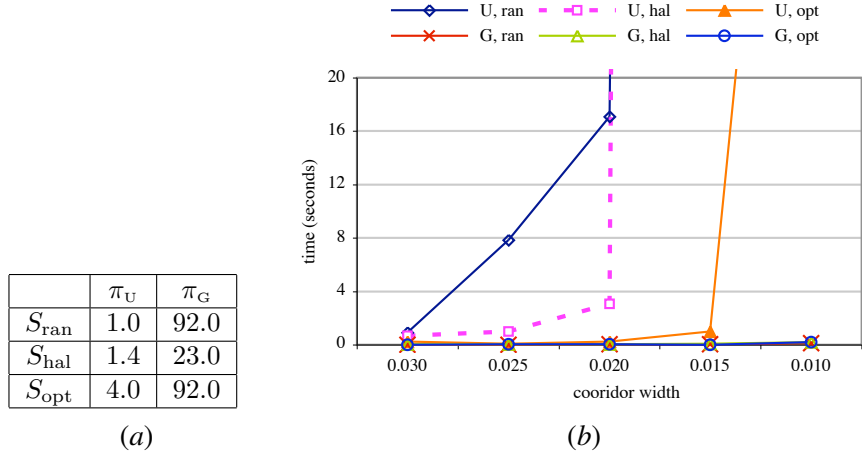 U, ran U, hal U, opt
G, ran G, hal G, opt
20
16
12
8
4
0
time (seconds)
0.030 0.025 0.020 0.015 0.010
cooridor width
π_U π_G
S_ran 1.0 92.0
S_hal 1.4 23.0
S_opt 4.0 92.0
(a)
(b)